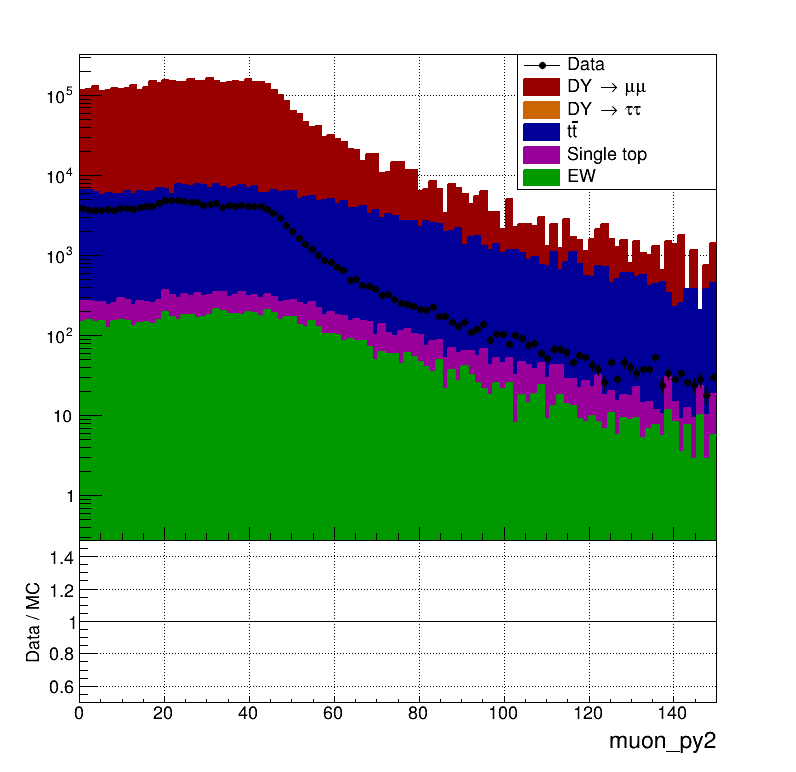 Data
DY → μμ
DY → ττ
tt̄
Single top
EW
10⁵
10⁴
10³
10²
10
1
1.4
1.2
1
0.8
0.6
Data / MC
0 20 40 60 80 100 120 140
muon_py2